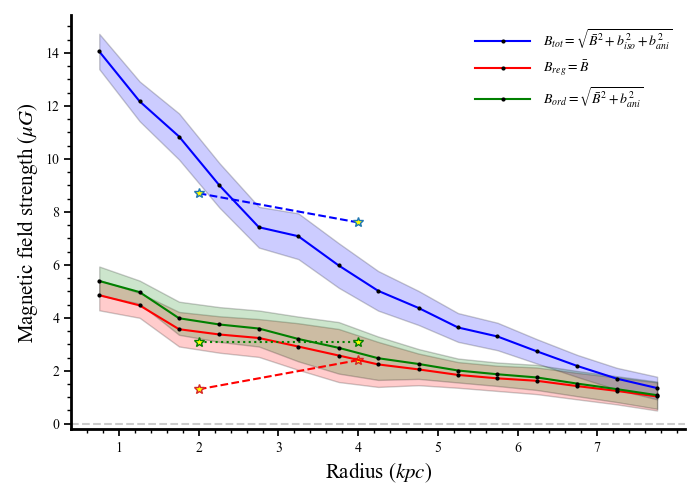 B_tot = √(B̄² + b_iso² + b_ani²)
B_reg = B̄
B_ord = √(B̄² + b_ani²)
Magnetic field strength (μG)
14
12
10
8
6
4
2
0
1 2 3 4 5 6 7
Radius (kpc)